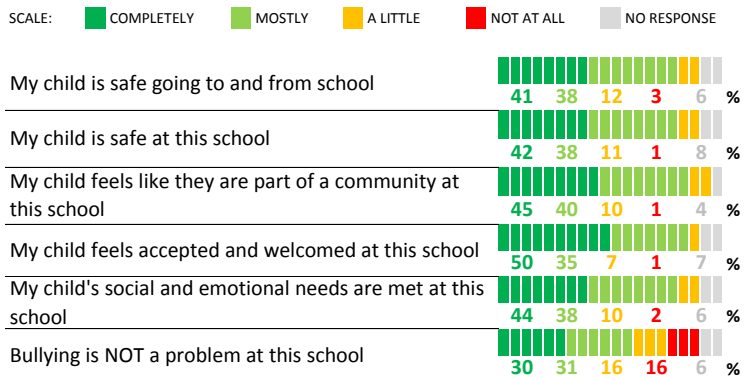 SCALE: COMPLETELY MOSTLY A LITTLE NOT AT ALL NO RESPONSE
My child is safe going to and from school
41 38 12 3 6 %
My child is safe at this school
42 38 11 1 8 %
My child feels like they are part of a community at
this school
45 40 10 1 4 %
My child feels accepted and welcomed at this school
50 35 7 1 7 %
My child's social and emotional needs are met at this
school
44 38 10 2 6 %
Bullying is NOT a problem at this school
30 31 16 16 6 %